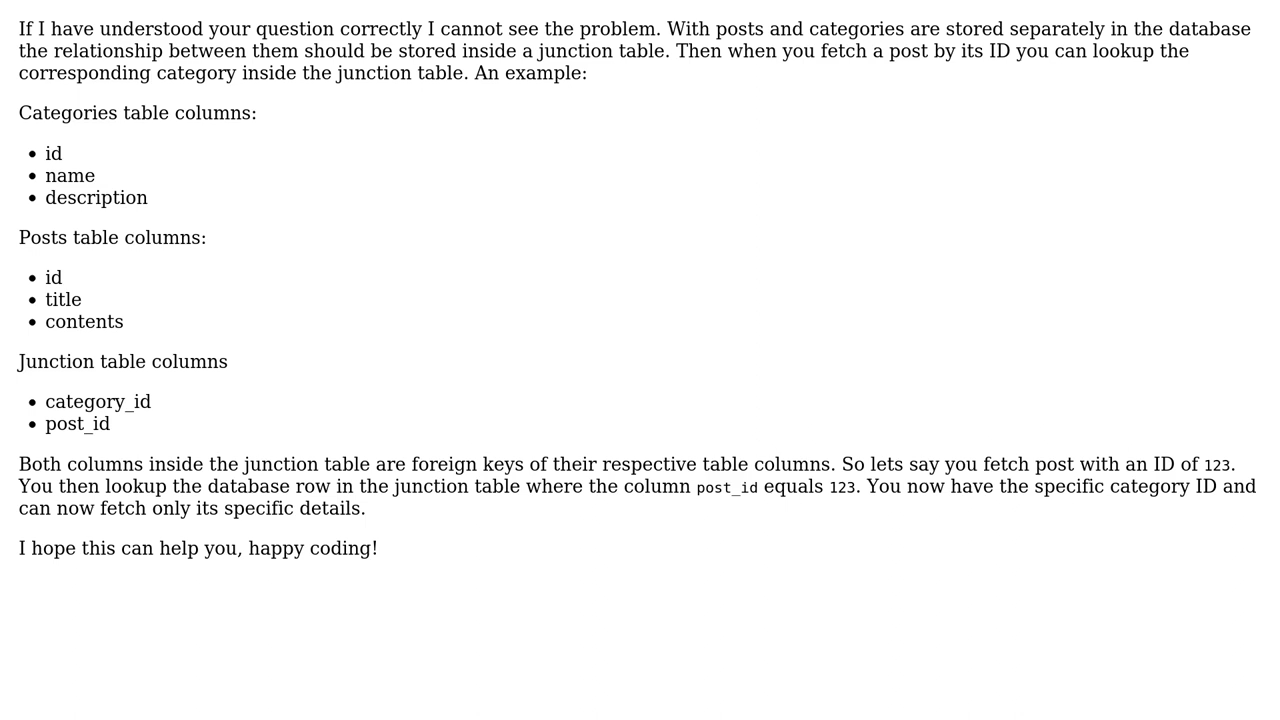 If I have understood your question correctly I cannot see the problem. With posts and categories are stored separately in the database
the relationship between them should be stored inside a junction table. Then when you fetch a post by its ID you can lookup the
corresponding category inside the junction table. An example:
Categories table columns:
• id
• name
• description
Posts table columns:
• id
• title
• contents
Junction table columns
• category_id
• post_id
Both columns inside the junction table are foreign keys of their respective table columns. So lets say you fetch post with an ID of 123.
You then lookup the database row in the junction table where the column post_id equals 123. You now have the specific category ID and
can now fetch only its specific details.
I hope this can help you, happy coding!